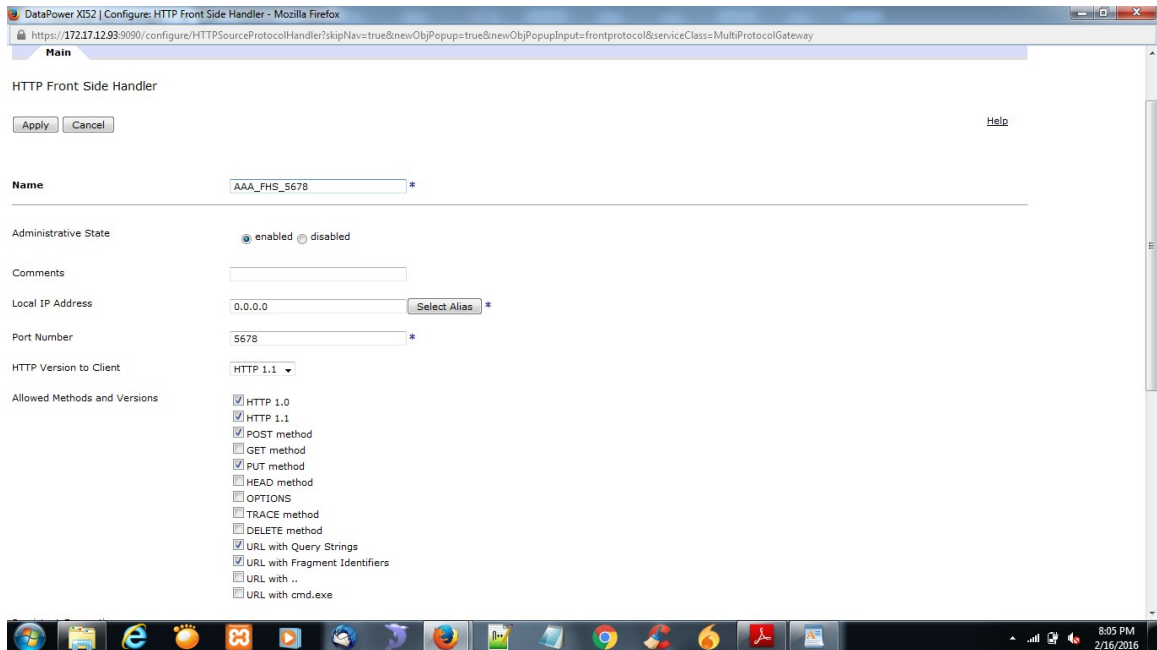 DataPower XI52 | Configure: HTTP Front Side Handler - Mozilla Firefox
https://172.17.12.93:9090/configure/HTTPSourceProtocolHandler?skipNav=true&newObjPopup=true&newObjPopupInput=frontprotocol&serviceClass=MultiProtocolGateway
Main
HTTP Front Side Handler
Apply Cancel Help
Name AAA_FHS_5678 *
Administrative State enabled disabled
Comments
Local IP Address 0.0.0.0 Select Alias *
Port Number 5678 *
HTTP Version to Client HTTP 1.1
Allowed Methods and Versions HTTP 1.0
HTTP 1.1
POST method
GET method
PUT method
HEAD method
OPTIONS
TRACE method
DELETE method
URL with Query Strings
URL with Fragment Identifiers
URL with ..
URL with cmd.exe
8:05 PM
2/16/2016